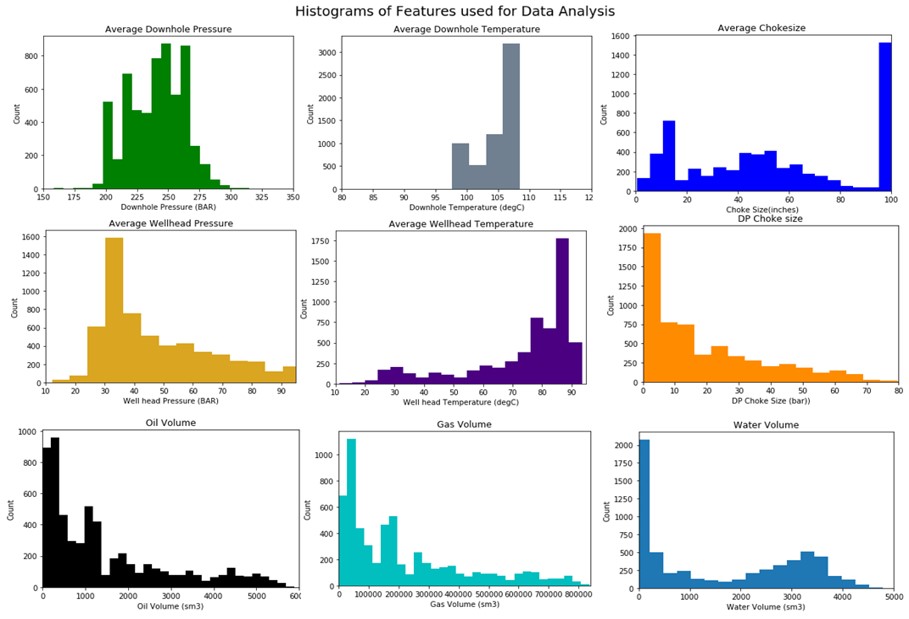 Histograms of Features used for Data Analysis
Average Downhole Pressure
Count
800
600
400
200
0
150 175 200 225 250 275 300 325 350
Downhole Pressure (BAR)
Average Downhole Temperature
Count
3000
2500
2000
1500
1000
500
0
80 85 90 95 100 105 110 115 120
Downhole Temperature (degC)
Average Chokesize
Count
1600
1400
1200
1000
800
600
400
200
0
0 20 40 60 80 100
Choke Size(inches)
Average Wellhead Pressure
Count
1600
1400
1200
1000
800
600
400
200
0
10 20 30 40 50 60 70 80 90
Well head Pressure (BAR)
Average Wellhead Temperature
Count
1750
1500
1250
1000
750
500
250
0
10 20 30 40 50 60 70 80 90
Well head Temperature (degC)
DP Choke size
Count
2000
1750
1500
1250
1000
750
500
250
0
0 10 20 30 40 50 60 70 80
DP Choke Size (bar))
Oil Volume
Count
1000
800
600
400
200
0
0 1000 2000 3000 4000 5000
Oil Volume (sm3)
Gas Volume
Count
1000
800
600
400
200
0
0 100000 200000 300000 400000 500000 600000 700000 800000
Gas Volume (sm3)
Water Volume
Count
2000
1750
1500
1250
1000
750
500
250
0
0 1000 2000 3000 4000 5000
Water Volume (sm3)